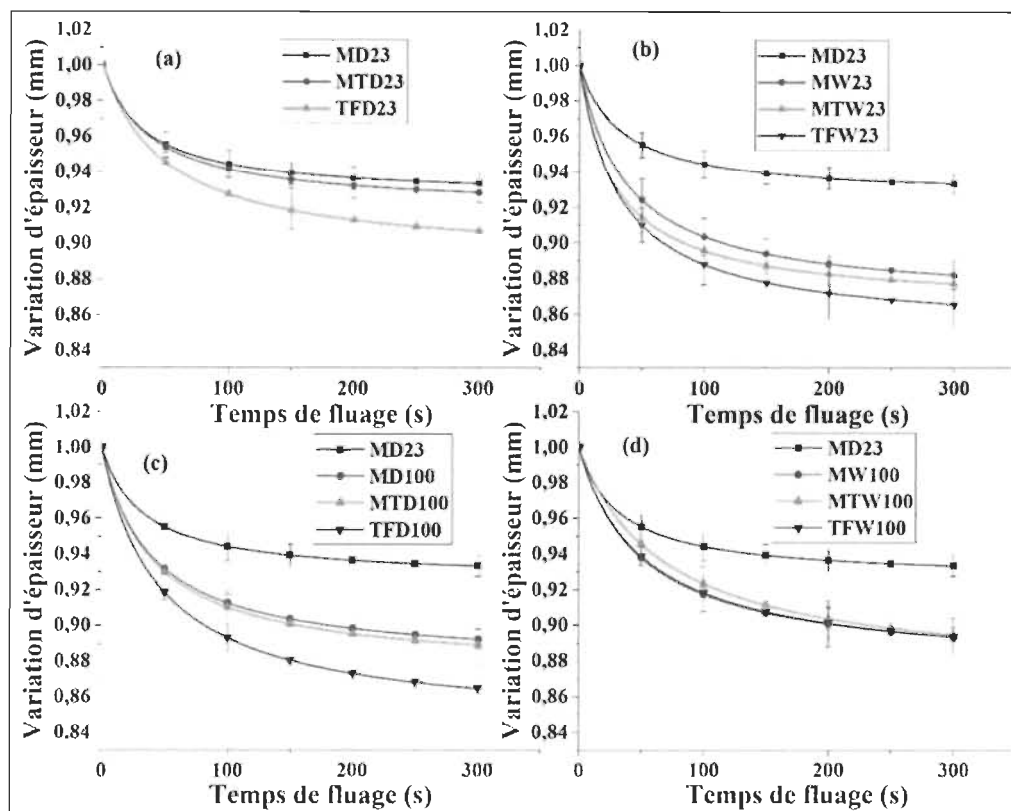 1,02
1,00
0,98
0,96
0,94
0,92
0,90
0,88
0,86
0,84
Variation d'épaisseur (mm)
(a)
MD23
MTD23
TFD23
0
100
200
300
Temps de fluage (s)
1,02
1,00
0,98
0,96
0,94
0,92
0,90
0,88
0,86
0,84
Variation d'épaisseur (mm)
(b)
MD23
MW23
MTW23
TFW23
0
100
200
300
Temps de fluage (s)
1,02
1,00
0,98
0,96
0,94
0,92
0,90
0,88
0,86
0,84
Variation d'épaisseur (mm)
(c)
MD23
MD100
MTD100
TFD100
0
100
200
300
Temps de fluage (s)
1,02
1,00
0,98
0,96
0,94
0,92
0,90
0,88
0,86
0,84
Variation d'épaisseur (mm)
(d)
MD23
MW100
MTW100
TFW100
0
100
200
300
Temps de fluage (s)